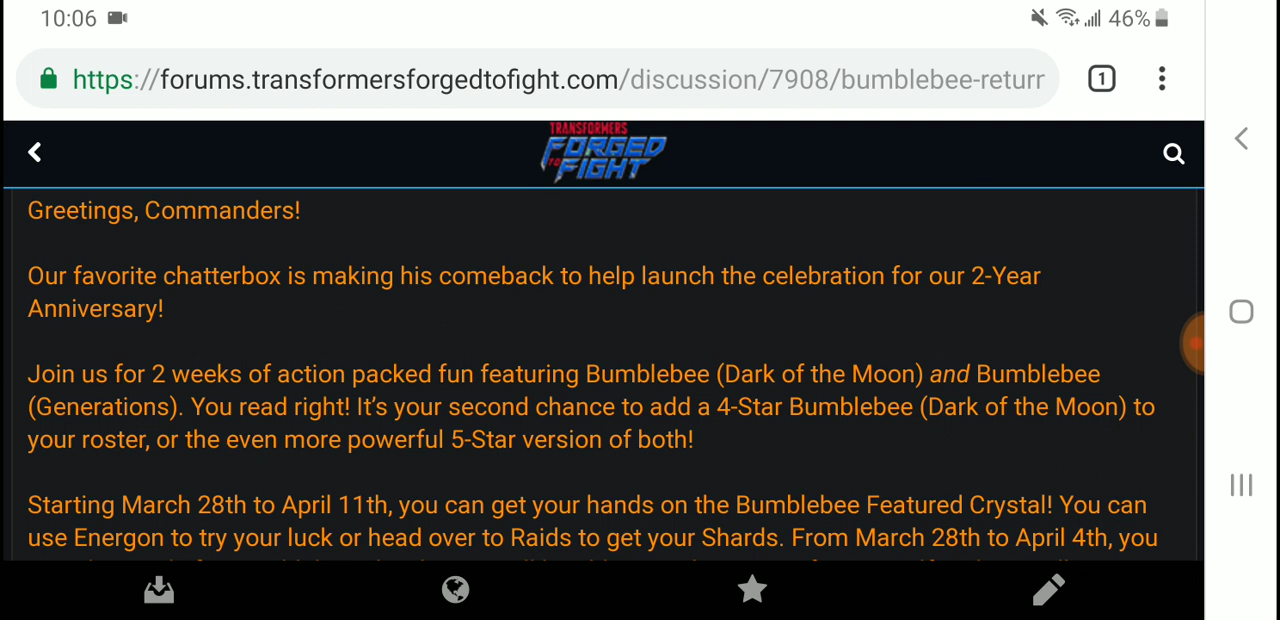 10:06
46%
https://forums.transformersforgedtofight.com/discussion/7908/bumblebee-returr
1
TRANSFORMERS
FORGED
TO
FIGHT
Greetings, Commanders!
Our favorite chatterbox is making his comeback to help launch the celebration for our 2-Year
Anniversary!
Join us for 2 weeks of action packed fun featuring Bumblebee (Dark of the Moon) and Bumblebee
(Generations). You read right! It’s your second chance to add a 4-Star Bumblebee (Dark of the Moon) to
your roster, or the even more powerful 5-Star version of both!
Starting March 28th to April 11th, you can get your hands on the Bumblebee Featured Crystal! You can
use Energon to try your luck or head over to Raids to get your Shards. From March 28th to April 4th, you